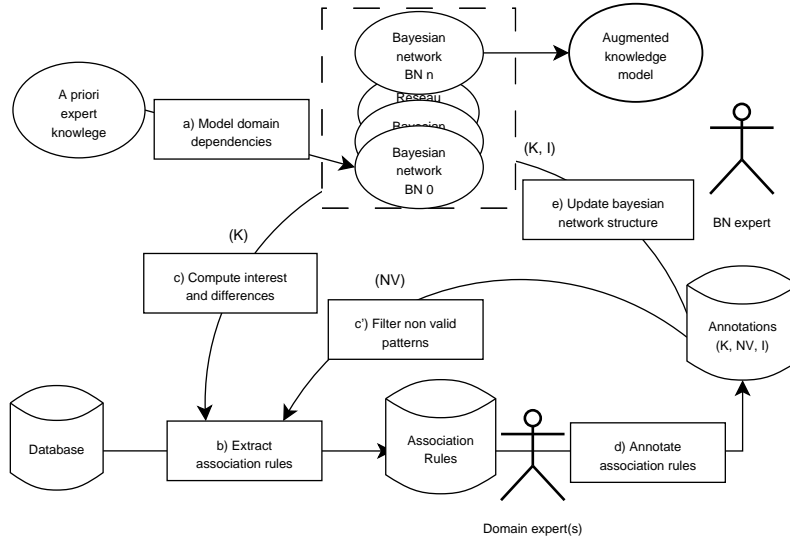 Bayesian
network
BN n
Augmented
knowledge
model
A priori
expert
knowlege
a) Model domain
dependencies
Réseau
Bayesian
Bayesian
network
BN 0
(K, I)
e) Update bayesian
network structure
BN expert
(K)
c) Compute interest
and differences
(NV)
c') Filter non valid
patterns
Annotations
(K, NV, I)
Database
b) Extract
association rules
Association
Rules
d) Annotate
association rules
Domain expert(s)